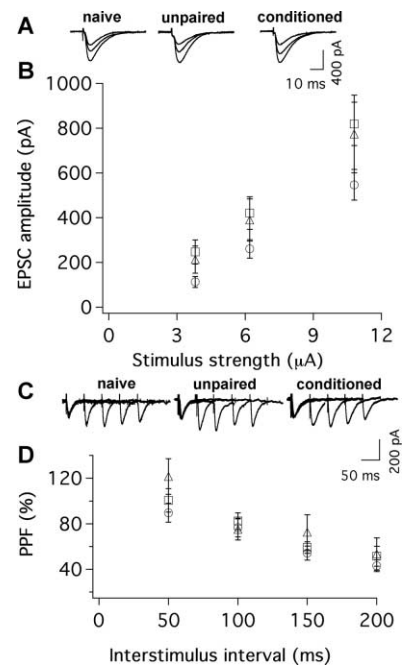 A naive unpaired conditioned
400 pA
10 ms
B
1000
800
600
400
200
0
EPSC amplitude (pA)
0 3 6 9 12
Stimulus strength (μA)
C naive unpaired conditioned
200 pA
50 ms
D
120
80
40
PPF (%)
0 50 100 150 200
Interstimulus interval (ms)